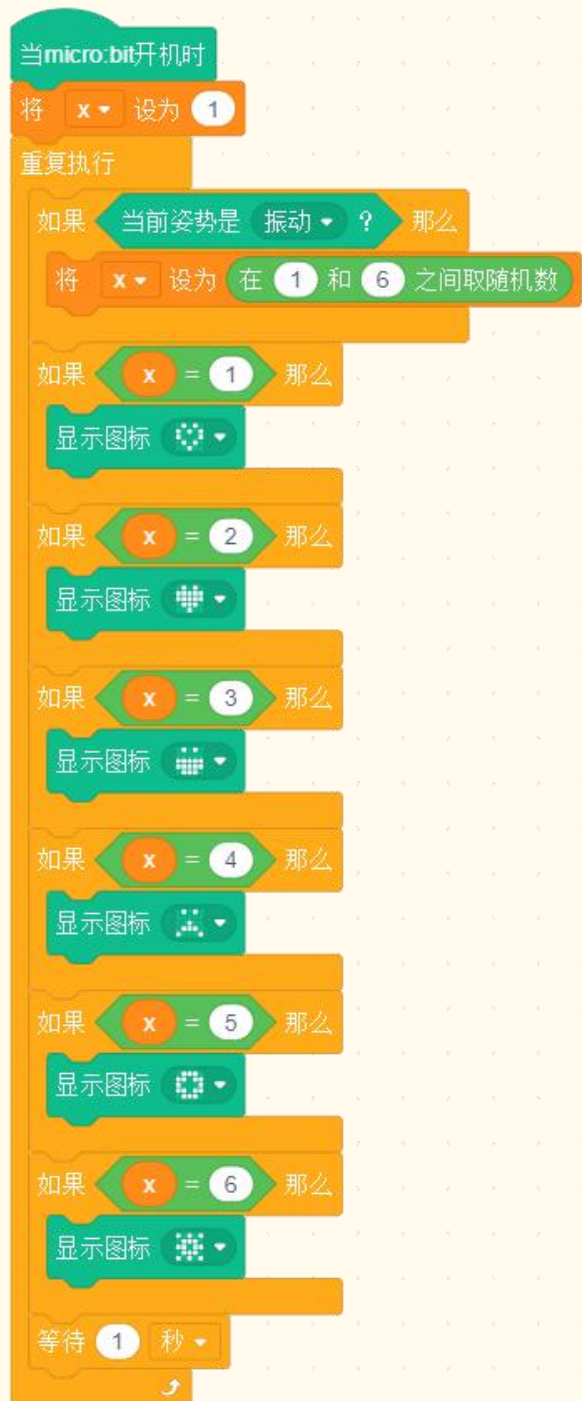 当micro:bit开机时
将 x 设为 1
重复执行
如果 当前姿势是 振动 ? 那么
将 x 设为 在 1 和 6 之间取随机数
如果 x = 1 那么
显示图标
如果 x = 2 那么
显示图标
如果 x = 3 那么
显示图标
如果 x = 4 那么
显示图标
如果 x = 5 那么
显示图标
如果 x = 6 那么
显示图标
等待 1 秒